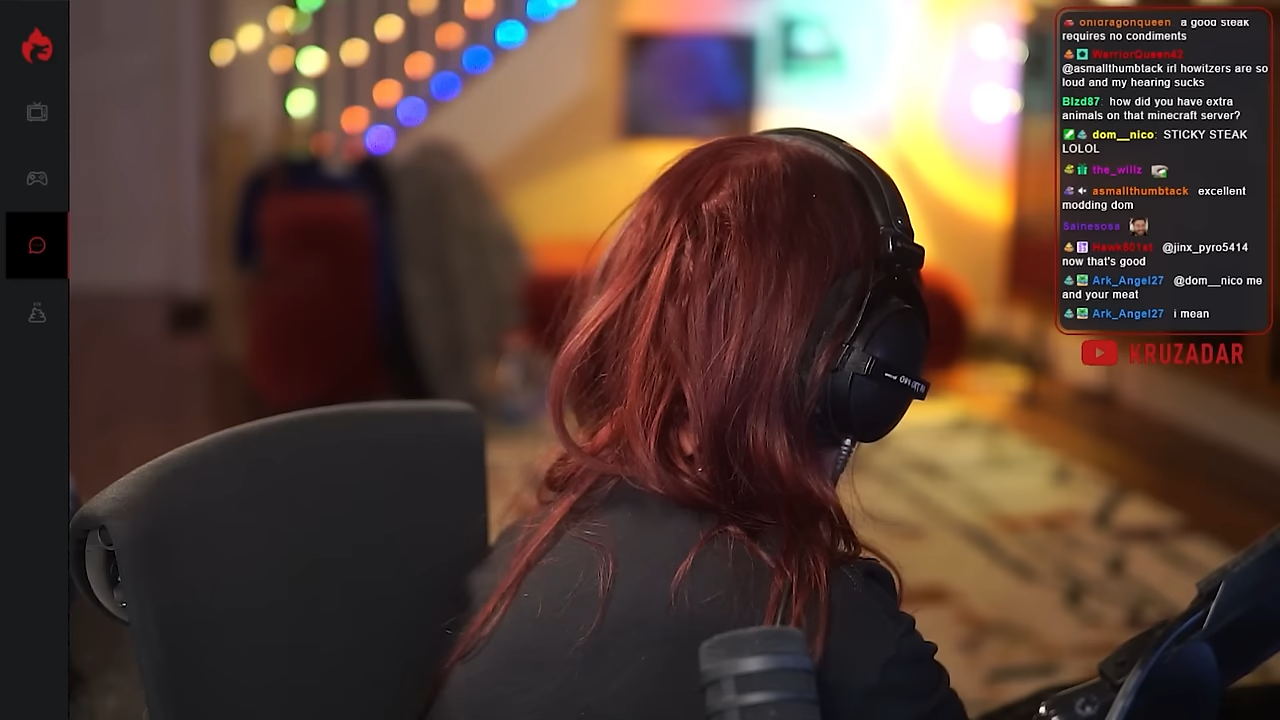 onidragonqueen a good steak
requires no condiments
WarriorQueen42
@asmallthumbtack irl howitzers are so
loud and my hearing sucks
Blzd87: how did you have extra
animals on that minecraft server?
dom__nico: STICKY STEAK
LOLOL
the_willz
asmallthumbtack excellent
modding dom
Sainesosa
Hawk801st @jinx_pyro5414
now that's good
Ark_Angel27 @dom__nico me
and your meat
Ark_Angel27 i mean
KRUZADAR